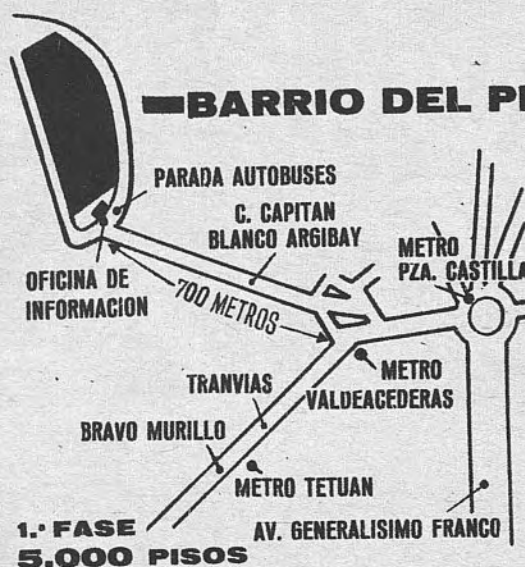 BARRIO DEL
PARADA AUTOBUSES
C. CAPITAN
BLANCO ARGIBAY
METRO
PZA. CASTILLA
OFICINA DE
INFORMACION
700 METROS
METRO
VALDEACEDERAS
TRANVIAS
BRAVO MURILLO
METRO TETUAN
AV. GENERALISIMO FRANCO
1.ª FASE
5.000 PISOS